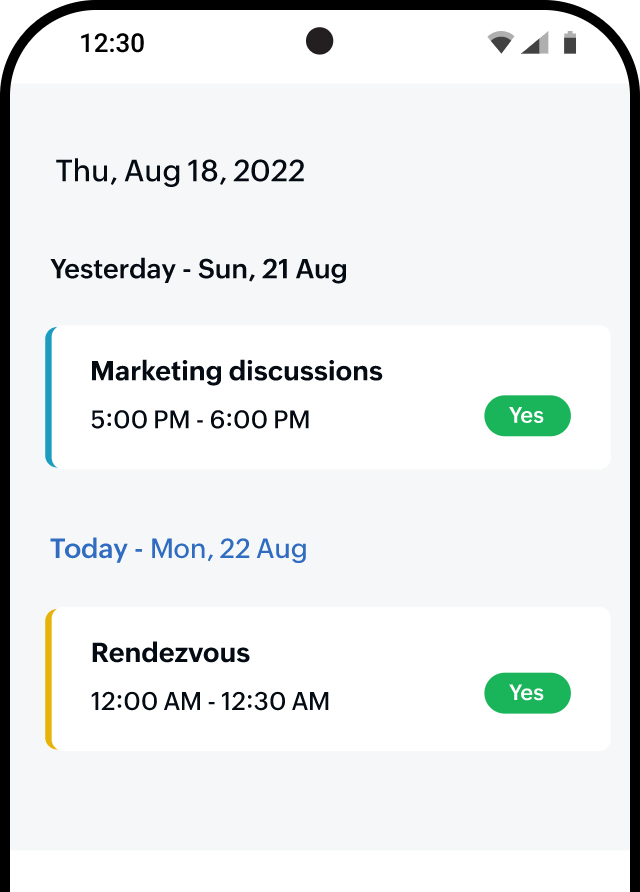 12:30
Thu, Aug 18, 2022
Yesterday - Sun, 21 Aug
Marketing discussions
5:00 PM - 6:00 PM
Yes
Today - Mon, 22 Aug
Rendezvous
12:00 AM - 12:30 AM
Yes